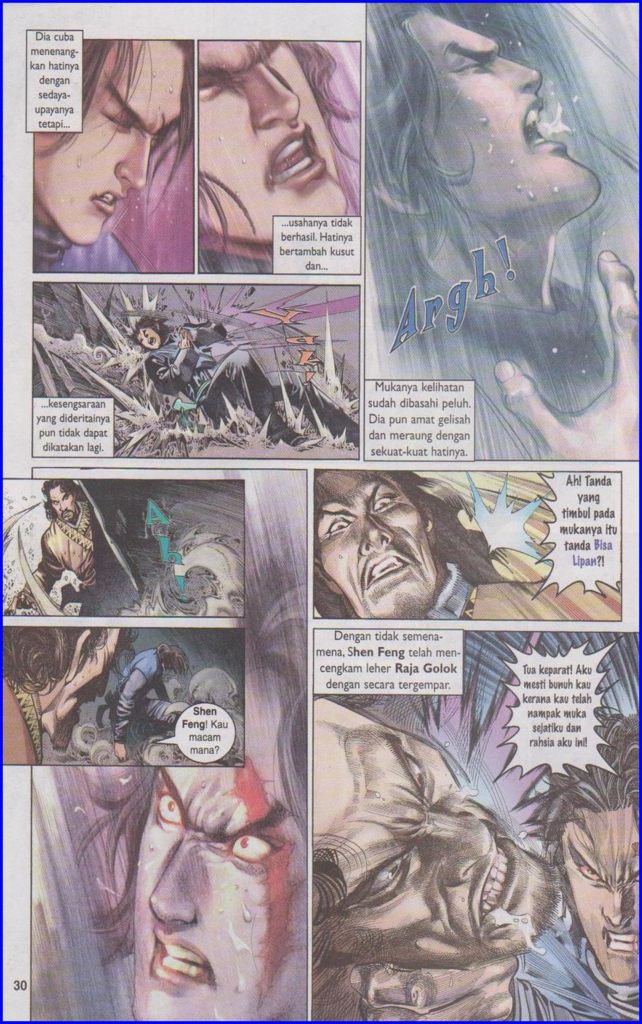 Dia cuba
menenang-
kan hatinya
dengan
sedaya-
upayanya
tetapi...
...usahanya tidak
berhasil. Hatinya
bertambah kusut
dan...
Argh!
Mukanya kelihatan
sudah dibasahi peluh.
Dia pun amat gelisah
dan meraung dengan
sekuat-kuat hatinya.
Yahh!
...kesengsaraan
yang dideritainya
pun tidak dapat
dikatakan lagi.
Ah!
Shen
Feng! Kau
macam
mana?
Ah! Tanda
yang
timbul pada
mukanya itu
tanda Bisa
Lipan?!
Dengan tidak semena-
mena, Shen Feng telah men-
cengkam leher Raja Golok
dengan secara tergempar.
Tua keparat! Aku
mesti bunuh kau
kerana kau telah
nampak muka
sejatiku dan
rahsia aku ini!
30